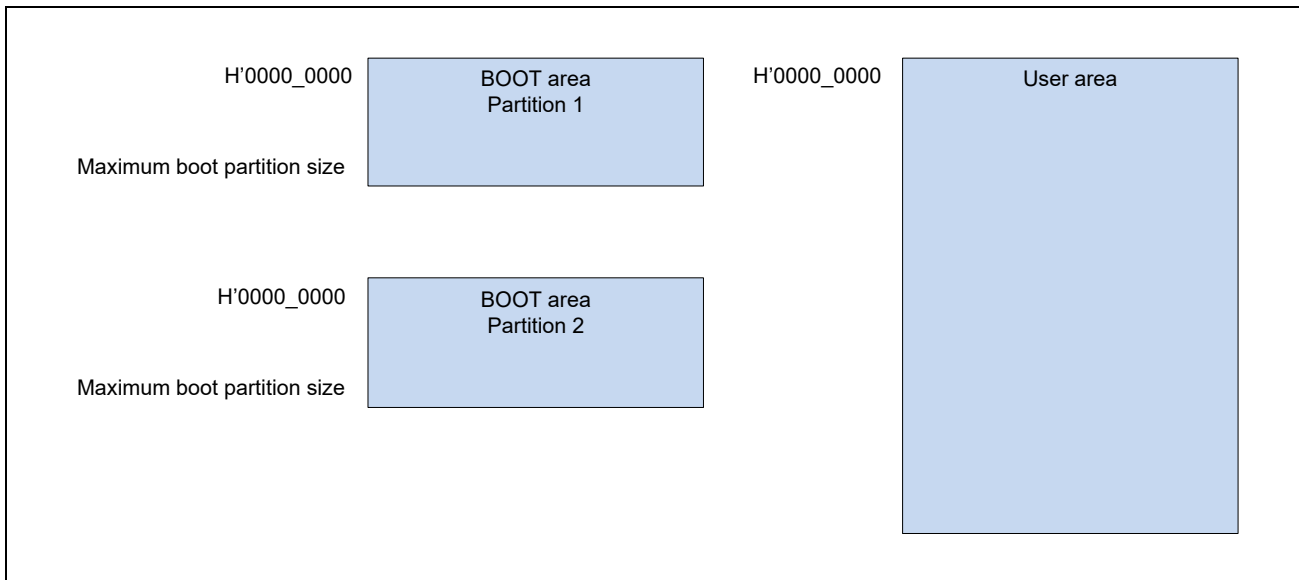 H’0000_0000
BOOT area
Partition 1
Maximum boot partition size
H’0000_0000
BOOT area
Partition 2
Maximum boot partition size
H’0000_0000
User area